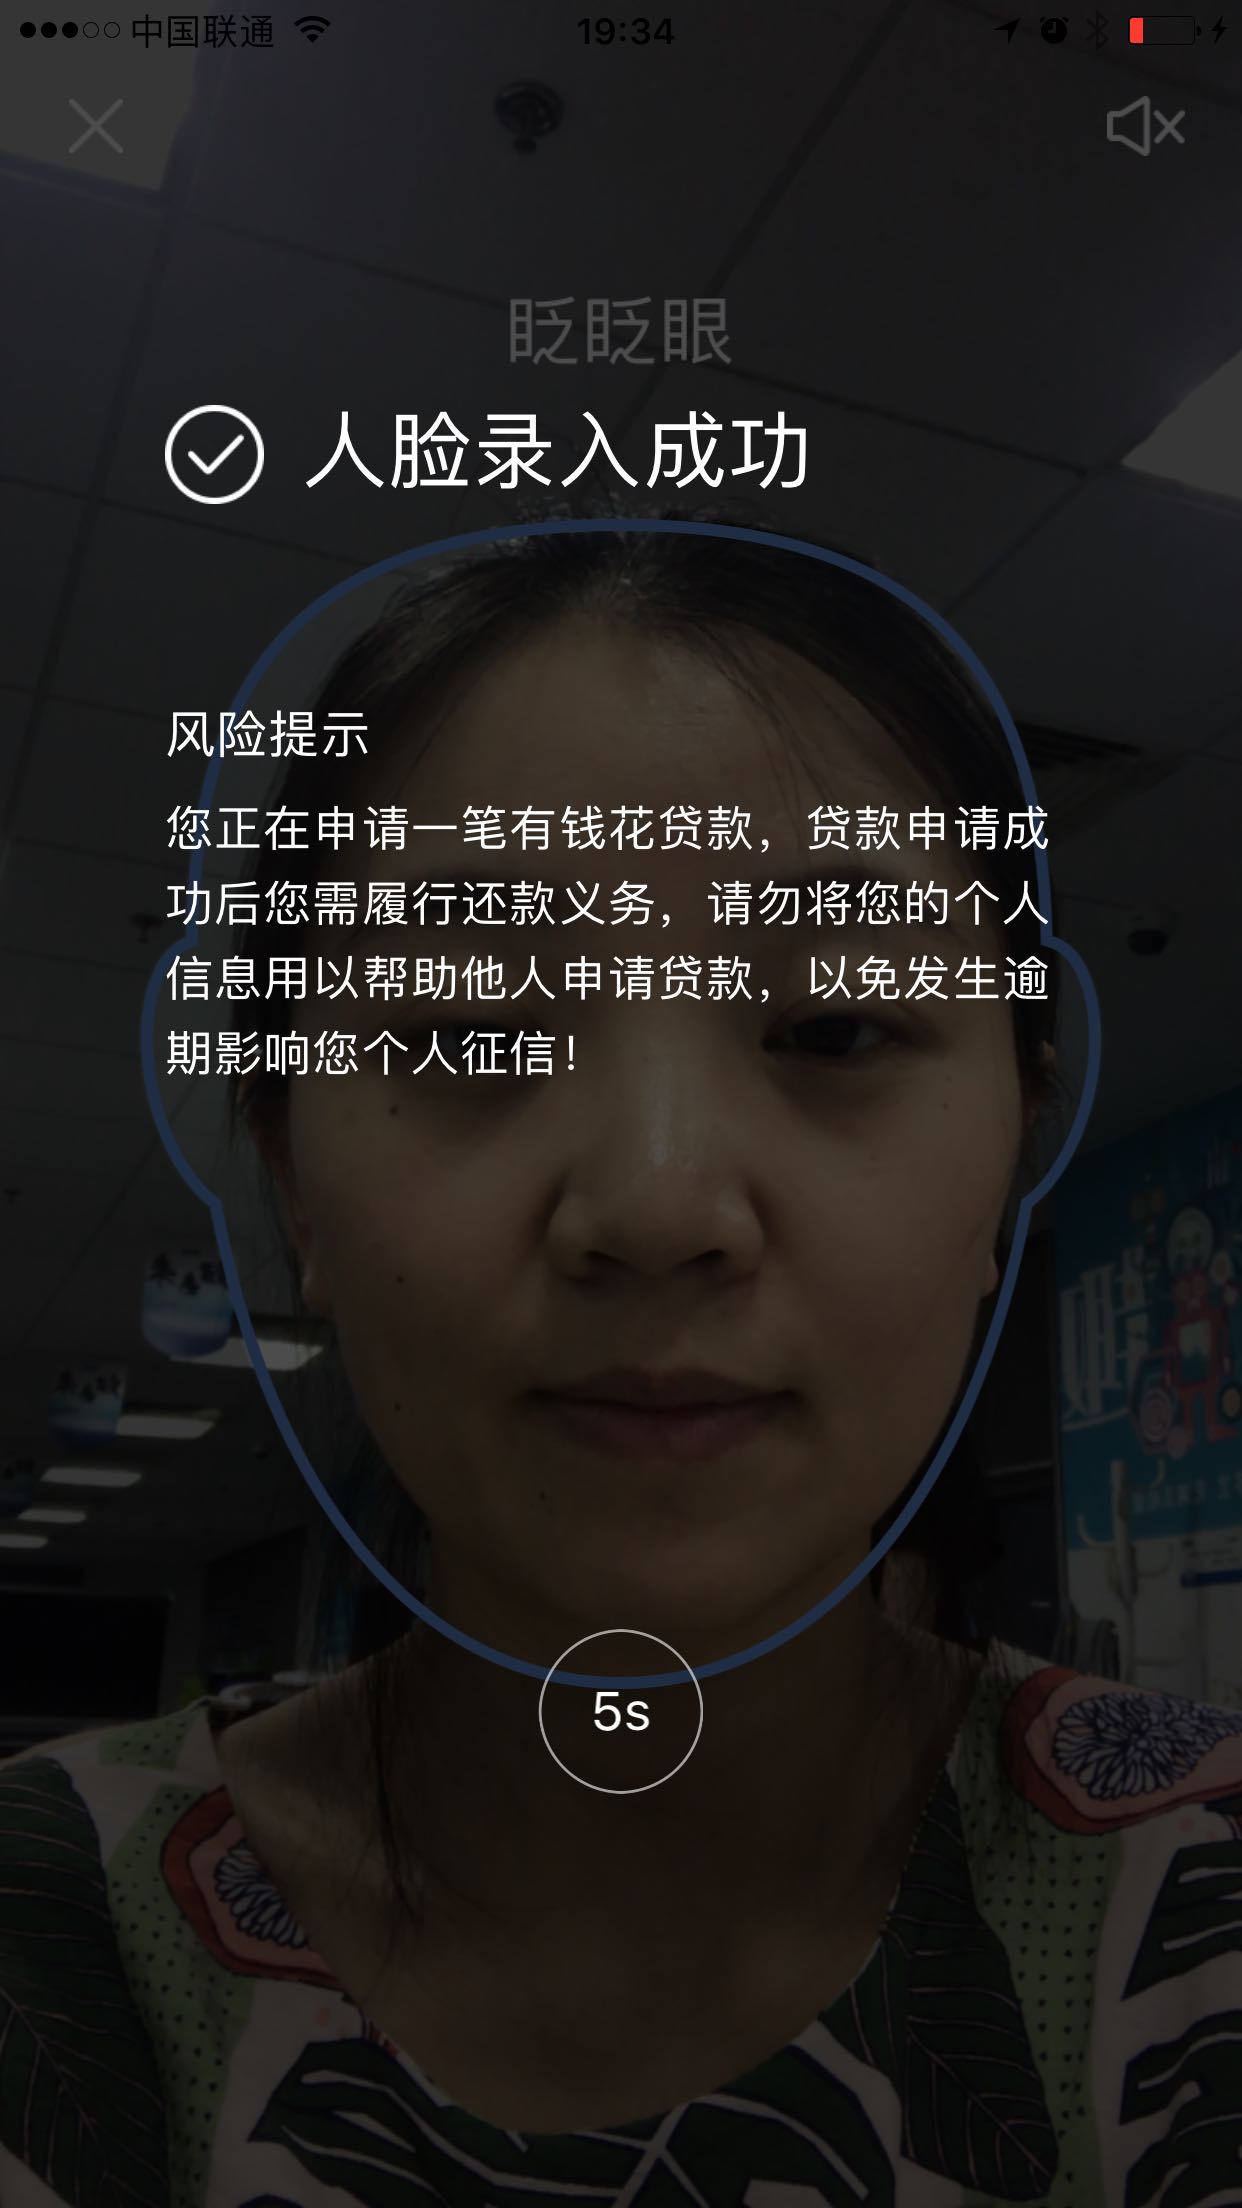 中国联通
19:34
眨眨眼
人脸录入成功
风险提示
您正在申请一笔有钱花贷款，贷款申请成
功后您需履行还款义务，请勿将您的个人
信息用以帮助他人申请贷款，以免发生逾
期影响您个人征信！
5s